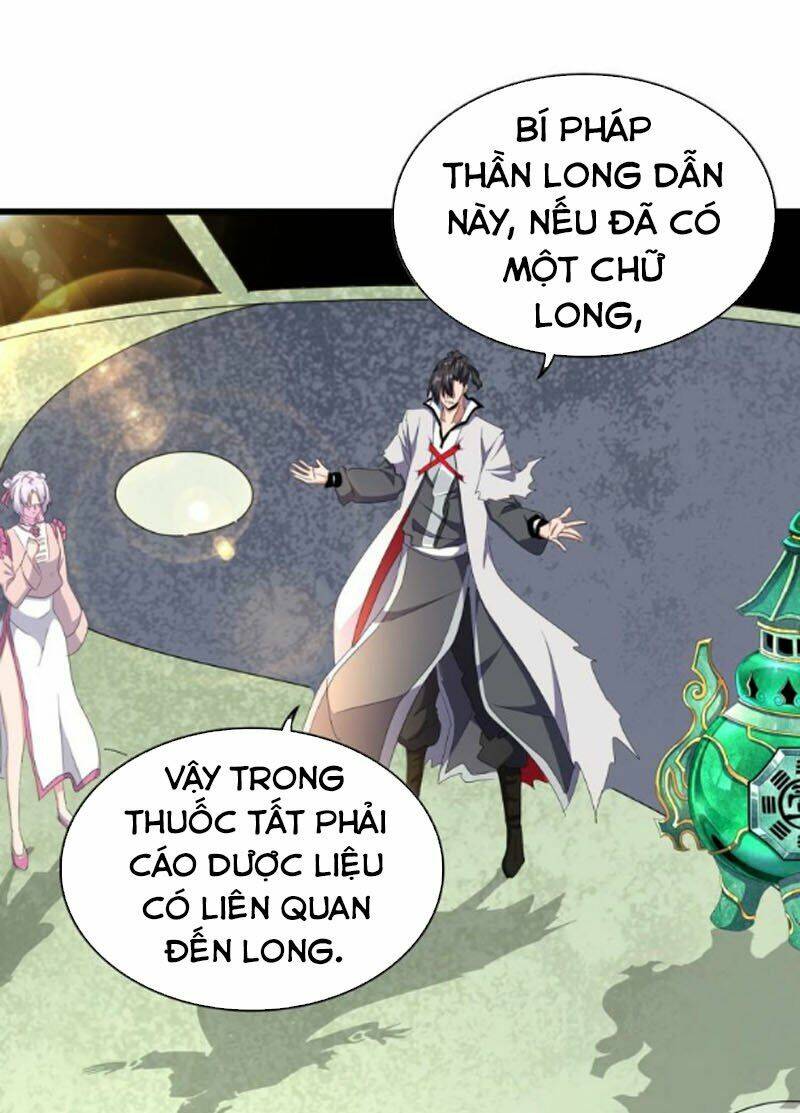 BÍ PHÁP
THẦN LONG DẪN
NÀY, NẾU ĐÃ CÓ
MỘT CHỮ
LONG,
VẬY TRONG
THUỐC TẤT PHẢI
CÁO DƯỢC LIỆU
CÓ LIÊN QUAN
ĐẾN LONG.